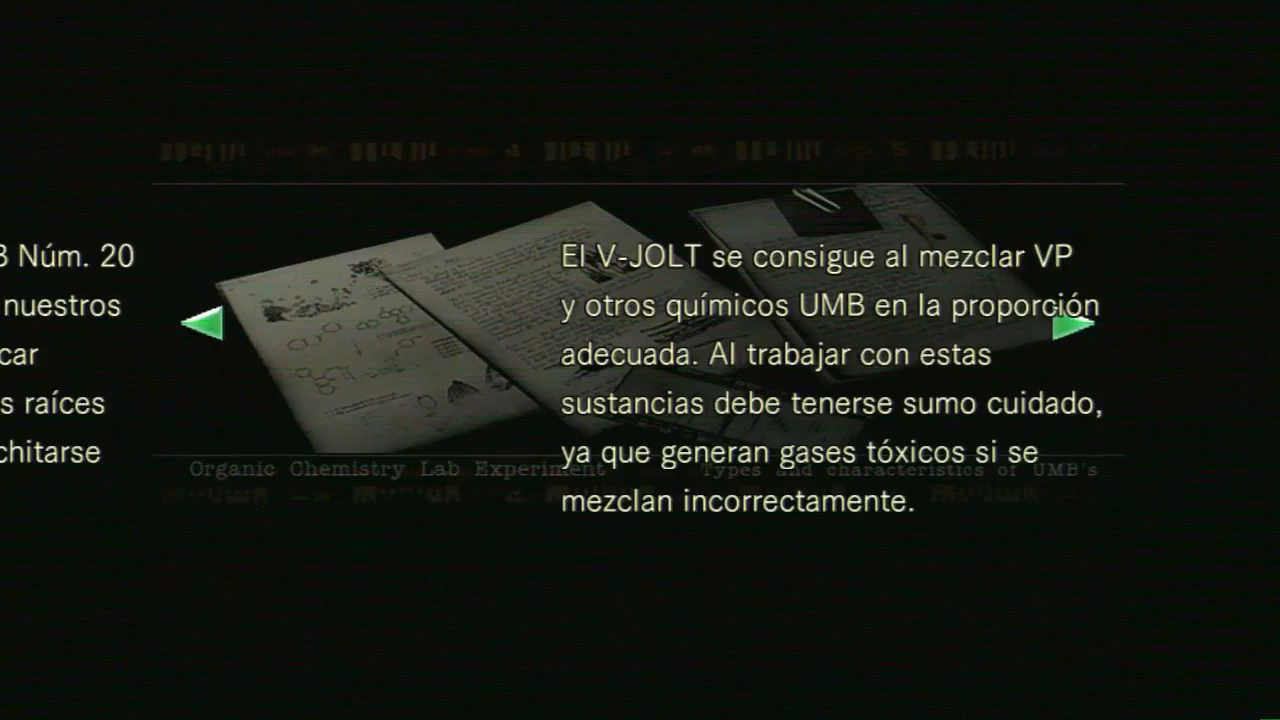 B Núm. 20
nuestros
car
s raíces
chitarse
El V-JOLT se consigue al mezclar VP
y otros químicos UMB en la proporción
adecuada. Al trabajar con estas
sustancias debe tenerse sumo cuidado,
ya que generan gases tóxicos si se
mezclan incorrectamente.
Organic Chemistry Lab Experiment
Types and characteristics of UMB's